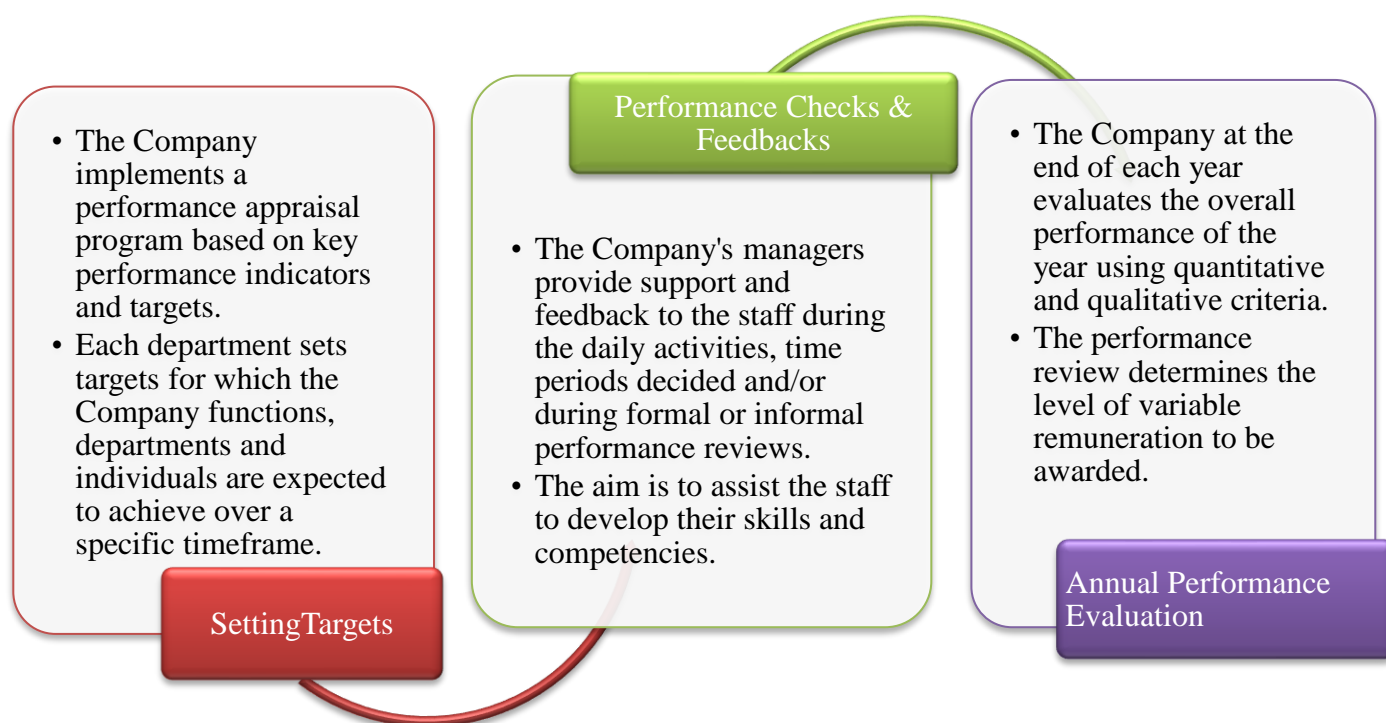 • The Company
implements a
performance appraisal
program based on key
performance indicators
and targets.
• Each department sets
targets for which the
Company functions,
departments and
individuals are expected
to achieve over a
specific timeframe.
SettingTargets
Performance Checks &
Feedbacks
• The Company's managers
provide support and
feedback to the staff during
the daily activities, time
periods decided and/or
during formal or informal
performance reviews.
• The aim is to assist the staff
to develop their skills and
competencies.
• The Company at the
end of each year
evaluates the overall
performance of the
year using quantitative
and qualitative criteria.
• The performance
review determines the
level of variable
remuneration to be
awarded.
Annual Performance
Evaluation